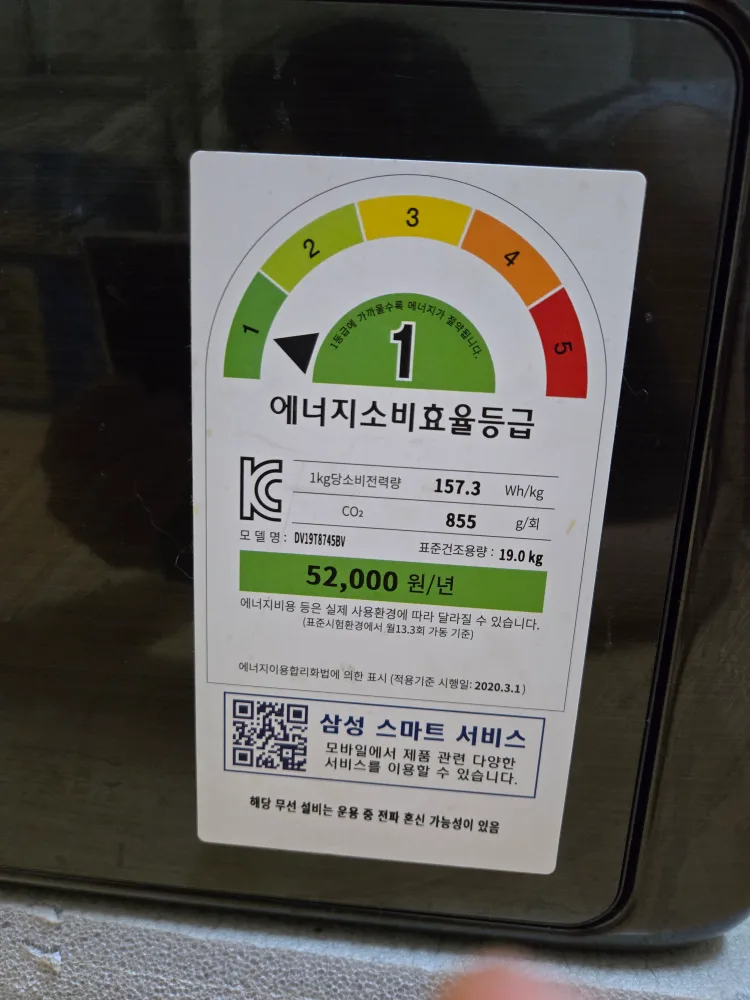 1
2
3
4
5
1등급에 가까울수록 에너지가 절약됩니다.
1
에너지소비효율등급
1kg당소비전력량 157.3 Wh/kg
CO₂ 855 g/회
모 델 명 : DV19T8745BV 표준건조용량 : 19.0 kg
52,000 원/년
에너지비용 등은 실제 사용환경에 따라 달라질 수 있습니다.
(표준시험환경에서 월13.3회 가동 기준)
에너지이용합리화법에 의한 표시 (적용기준 시행일: 2020.3.1)
삼성 스마트 서비스
모바일에서 제품 관련 다양한
서비스를 이용할 수 있습니다.
해당 무선 설비는 운용 중 전파 혼신 가능성이 있음